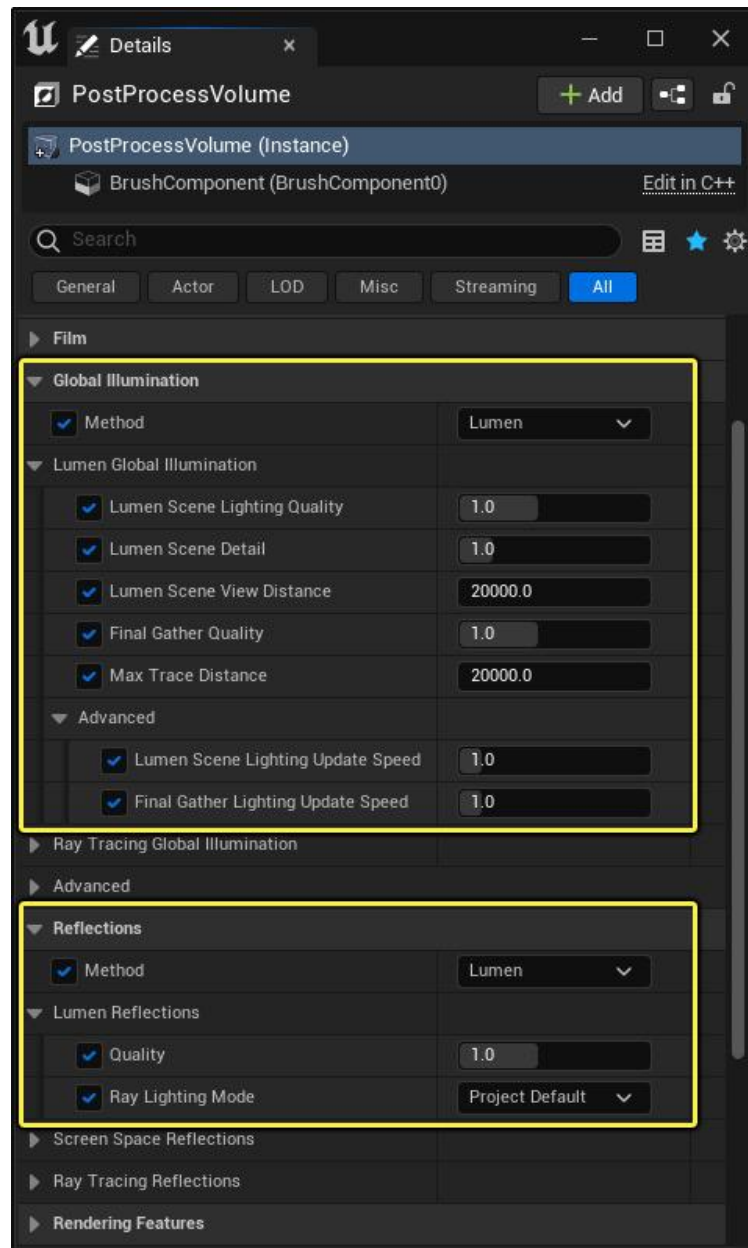 Details
PostProcessVolume
+ Add
PostProcessVolume (Instance)
BrushComponent (BrushComponent0) Edit in C++
Search
General Actor LOD Misc Streaming All
Film
Global Illumination
Method Lumen
Lumen Global Illumination
Lumen Scene Lighting Quality 1.0
Lumen Scene Detail 1.0
Lumen Scene View Distance 20000.0
Final Gather Quality 1.0
Max Trace Distance 20000.0
Advanced
Lumen Scene Lighting Update Speed 1.0
Final Gather Lighting Update Speed 1.0
Ray Tracing Global Illumination
Advanced
Reflections
Method Lumen
Lumen Reflections
Quality 1.0
Ray Lighting Mode Project Default
Screen Space Reflections
Ray Tracing Reflections
Rendering Features